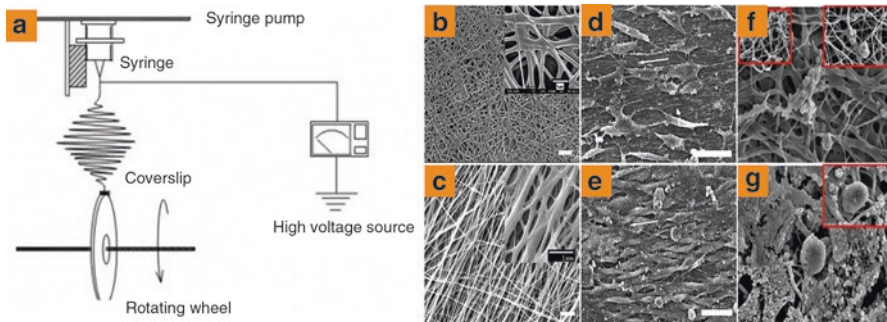 a
Syringe pump
Syringe
Coverslip
High voltage source
Rotating wheel
b
c
d
e
f
g